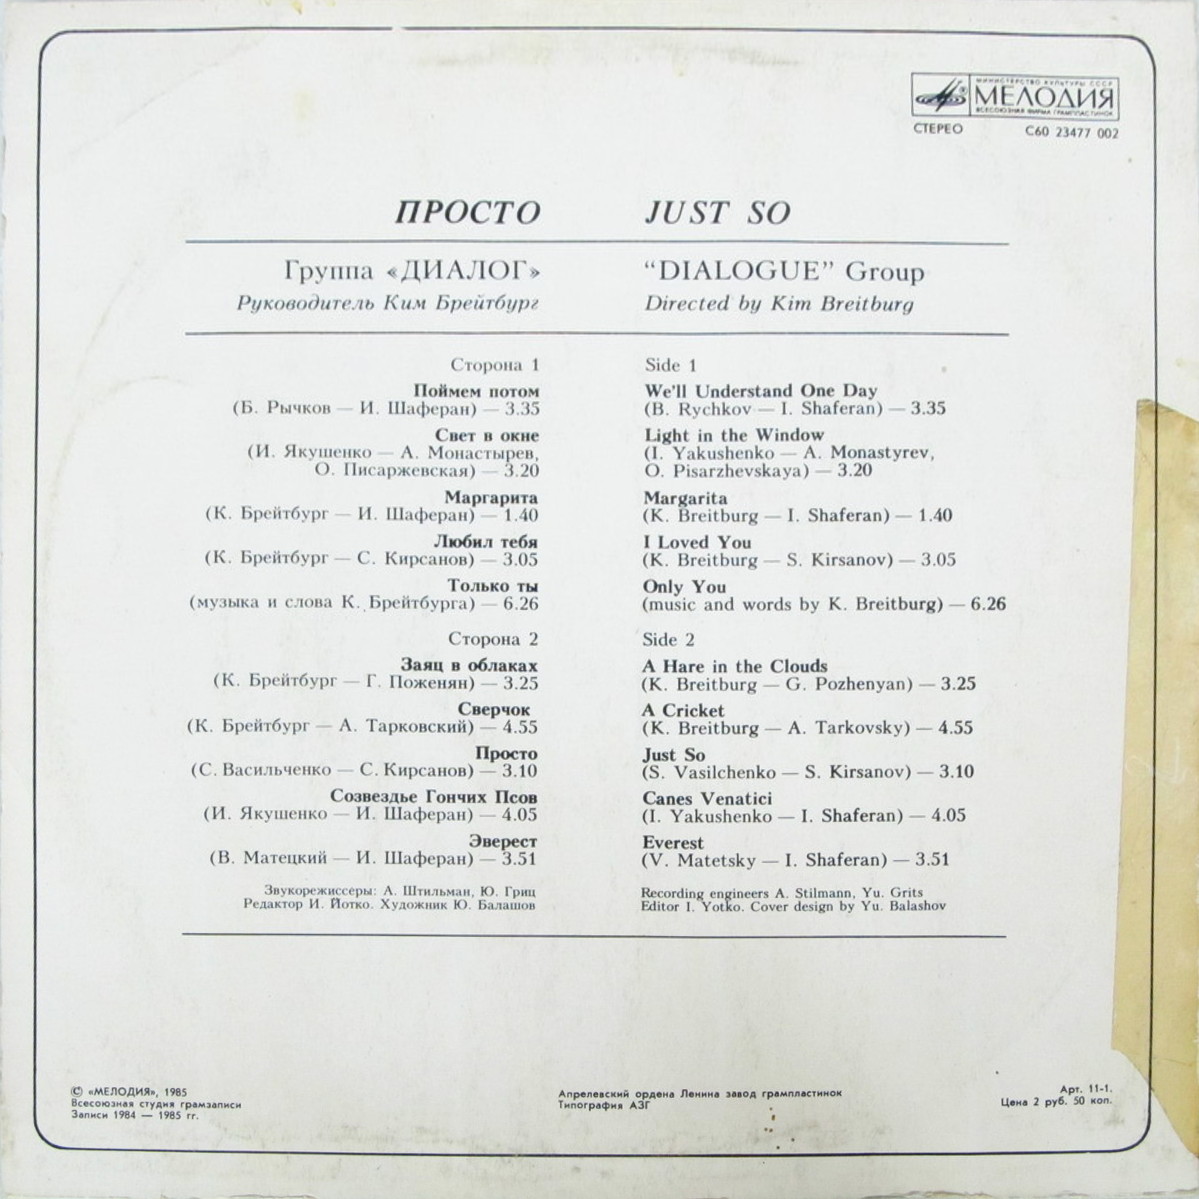 МИНИСТЕРСТВО КУЛЬТУРЫ СССР
МЕЛОДИЯ
ВСЕСОЮЗНАЯ ФИРМА ГРАМПЛАСТИНОК
СТЕРЕО С60 23477 002
ПРОСТО
Группа «ДИАЛОГ»
Руководитель Ким Брейтбург
Сторона 1
Поймем потом
(Б. Рычков — И. Шаферан) — 3.35
Свет в окне
(И. Якушенко — А. Монастырев,
О. Писаржевская) — 3.20
Маргарита
(К. Брейтбург — И. Шаферан) — 1.40
Любил тебя
(К. Брейтбург — С. Кирсанов) — 3.05
Только ты
(музыка и слова К. Брейтбурга) — 6.26
Сторона 2
Заяц в облаках
(К. Брейтбург — Г. Поженян) — 3.25
Сверчок
(К. Брейтбург — А. Тарковский) — 4.55
Просто
(С. Васильченко — С. Кирсанов) — 3.10
Созвездье Гончих Псов
(И. Якушенко — И. Шаферан) — 4.05
Эверест
(В. Матецкий — И. Шаферан) — 3.51
Звукорежиссеры: А. Штильман, Ю. Гриц
Редактор И. Йотко. Художник Ю. Балашов
JUST SO
“DIALOGUE” Group
Directed by Kim Breitburg
Side 1
We'll Understand One Day
(B. Rychkov — I. Shaferan) — 3.35
Light in the Window
(I. Yakushenko — A. Monastyrev,
O. Pisarzhevskaya) — 3.20
Margarita
(K. Breitburg — I. Shaferan) — 1.40
I Loved You
(K. Breitburg — S. Kirsanov) — 3.05
Only You
(music and words by K. Breitburg) — 6.26
Side 2
A Hare in the Clouds
(K. Breitburg — G. Pozhenyan) — 3.25
A Cricket
(K. Breitburg — A. Tarkovsky) — 4.55
Just So
(S. Vasilchenko — S. Kirsanov) — 3.10
Canes Venatici
(I. Yakushenko — I. Shaferan) — 4.05
Everest
(V. Matetsky — I. Shaferan) — 3.51
Recording engineers A. Stilmann, Yu. Grits
Editor I. Yotko. Cover design by Yu. Balashov
© «МЕЛОДИЯ», 1985
Всесоюзная студия грамзаписи
Записи 1984 — 1985 гг.
Апрелевский ордена Ленина завод грампластинок
Типография АЗГ
Арт. 11-1.
Цена 2 руб. 50 коп.